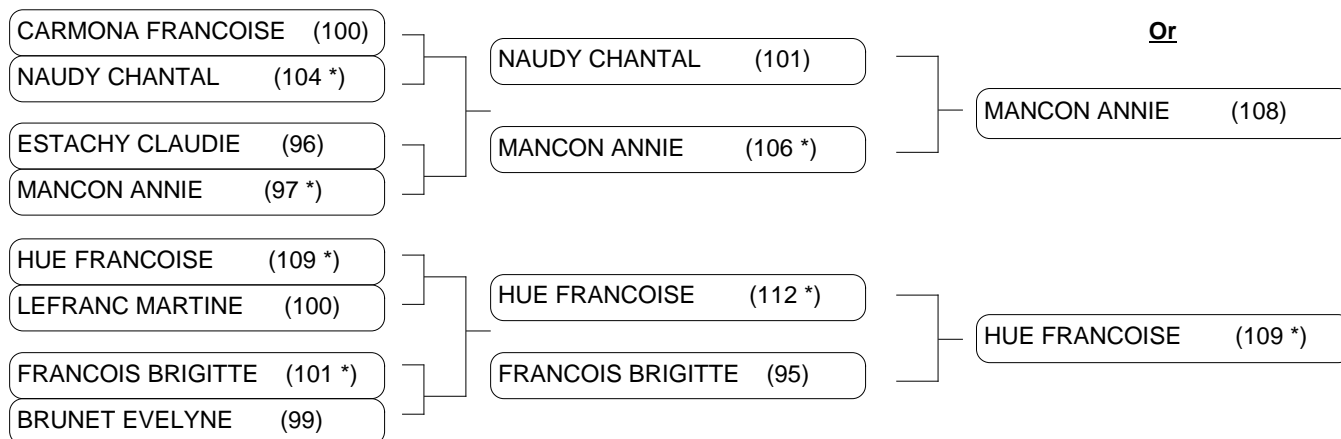 CARMONA FRANCOISE (100)
NAUDY CHANTAL (104 *)
ESTACHY CLAUDIE (96)
MANCON ANNIE (97 *)
HUE FRANCOISE (109 *)
LEFRANC MARTINE (100)
FRANCOIS BRIGITTE (101 *)
BRUNET EVELYNE (99)
NAUDY CHANTAL (101)
MANCON ANNIE (106 *)
HUE FRANCOISE (112 *)
FRANCOIS BRIGITTE (95)
Or
MANCON ANNIE (108)
HUE FRANCOISE (109 *)